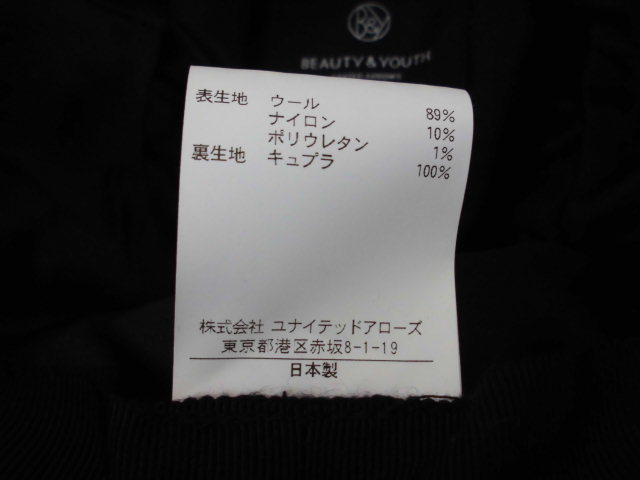 B&Y
BEAUTY & YOUTH
UNITED ARROWS
表生地 ウール 89%
ナイロン 10%
ポリウレタン 1%
裏生地 キュプラ 100%
株式会社 ユナイテッドアローズ
東京都港区赤坂8-1-19
日本製